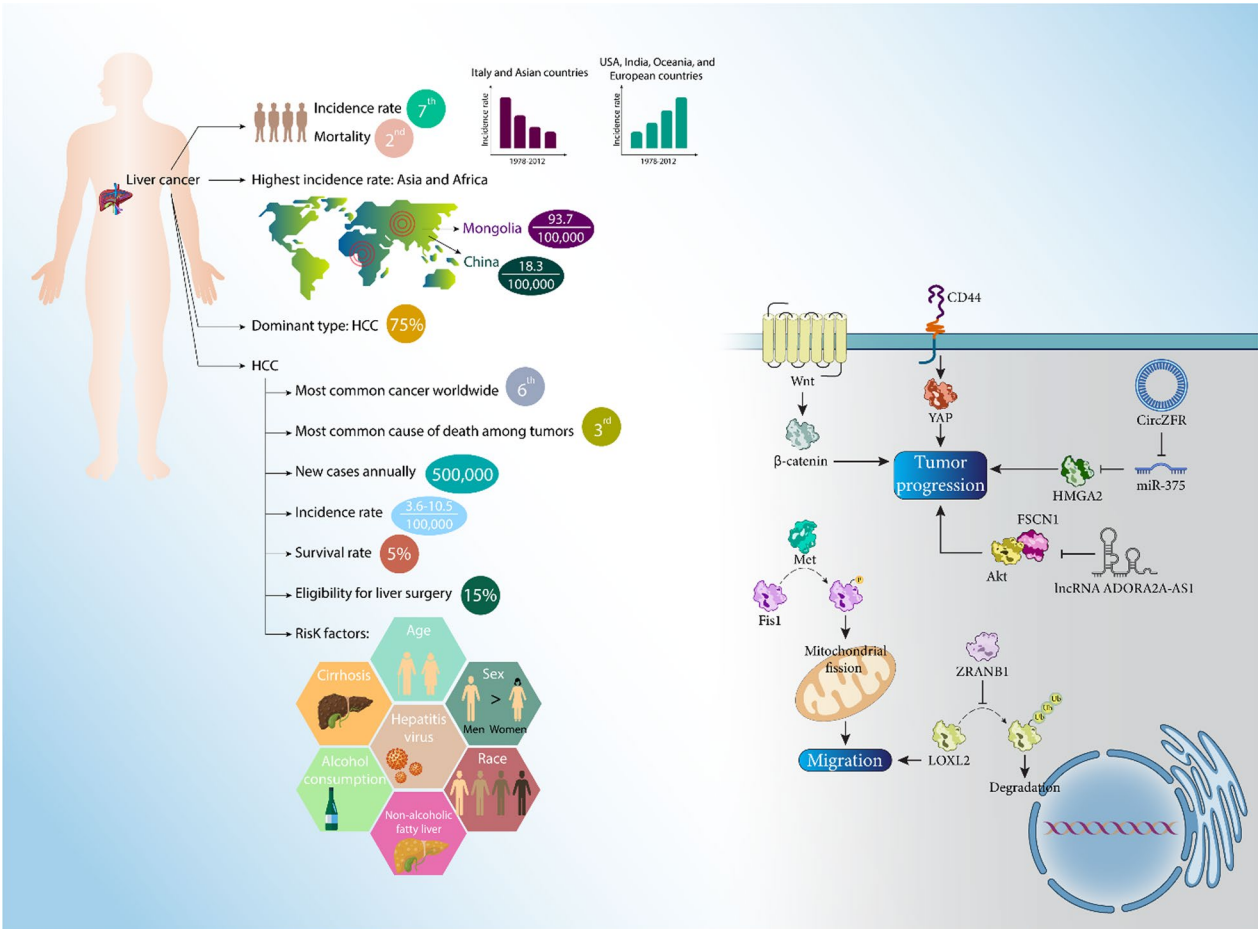 Italy and Asian countries
Incidence rate
1978-2012
USA, India, Oceania, and
European countries
Incidence rate
1978-2012
Incidence rate 7th
Mortality 2nd
Liver cancer
Highest incidence rate: Asia and Africa
Mongolia
93.7
100,000
China
18.3
100,000
Dominant type: HCC 75%
HCC
Most common cancer worldwide 6th
Most common cause of death among tumors 3rd
New cases annually 500,000
Incidence rate
3.6-10.5
100,000
Survival rate 5%
Eligibility for liver surgery 15%
RisK factors:
Age
Cirrhosis
Sex
>
Men Women
Hepatitis
virus
Alcohol
consumption
Race
Non-alcoholic
fatty liver
CD44
Wnt
YAP
CircZFR
β-catenin
Tumor
progression
HMGA2
miR-375
FSCN1
Akt
lncRNA ADORA2A-AS1
Met
P
Fis1
Mitochondrial
fission
ZRANB1
Ub
Ub
Ub
Migration
LOXL2
Degradation